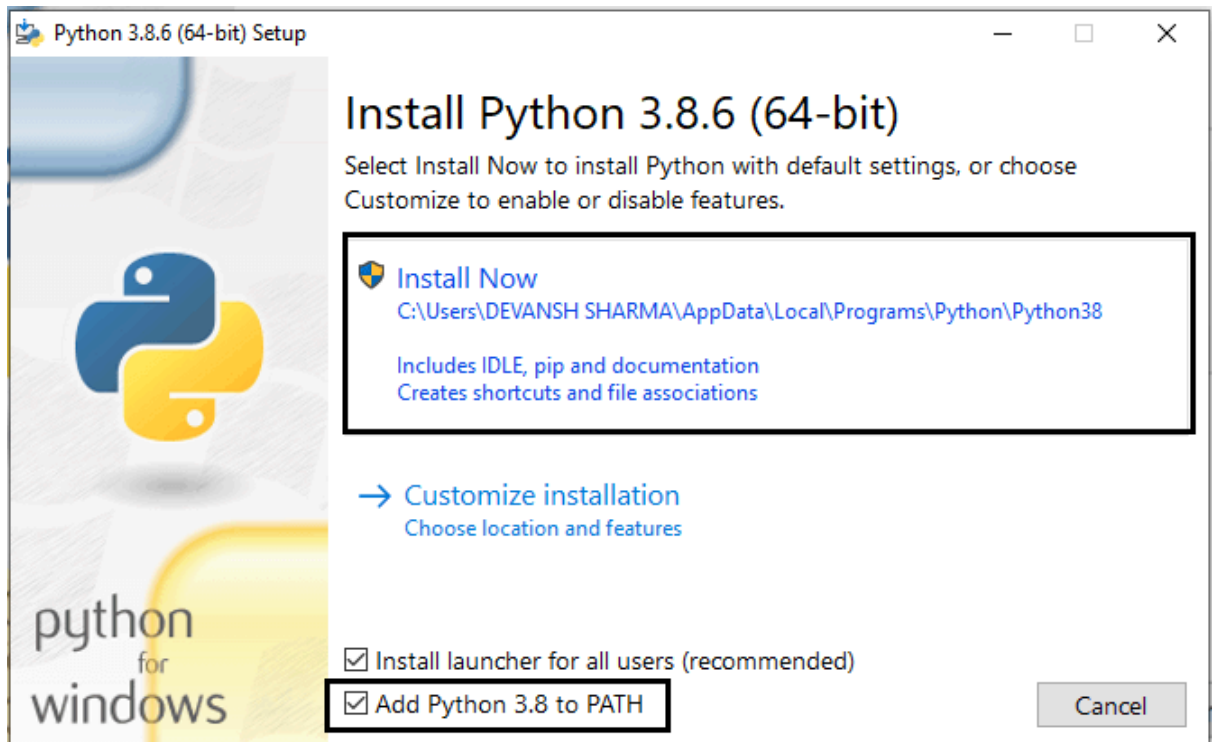 Python 3.8.6 (64-bit) Setup
Install Python 3.8.6 (64-bit)
Select Install Now to install Python with default settings, or choose
Customize to enable or disable features.
Install Now
C:\Users\DEVANSH SHARMA\AppData\Local\Programs\Python\Python38
Includes IDLE, pip and documentation
Creates shortcuts and file associations
Customize installation
Choose location and features
python
for
windows
Install launcher for all users (recommended)
Add Python 3.8 to PATH
Cancel